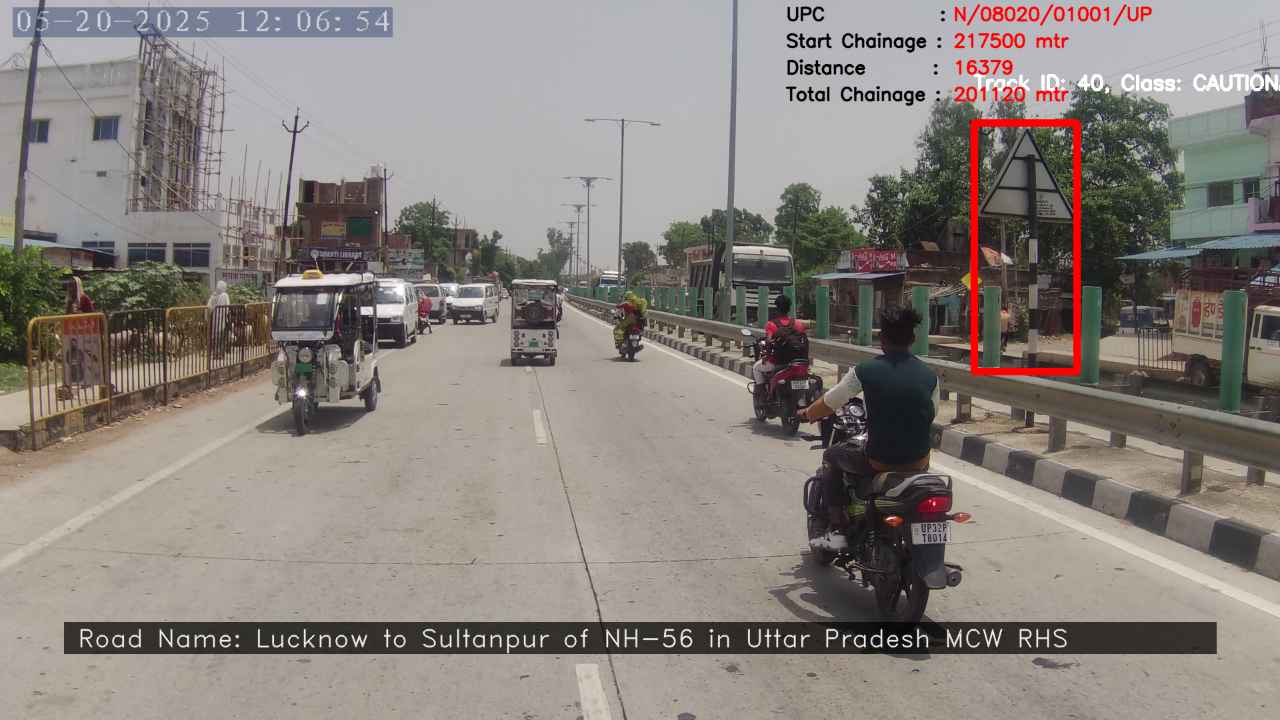 05-20-2025 12:06:54
UPC : N/08020/01001/UP
Start Chainage : 217500 mtr
Distance : 16379
Total Chainage : 201120 mtr
Track ID: 40, Class: CAUTION
UP32P
T8014
Road Name: Lucknow to Sultanpur of NH-56 in Uttar Pradesh MCW RHS